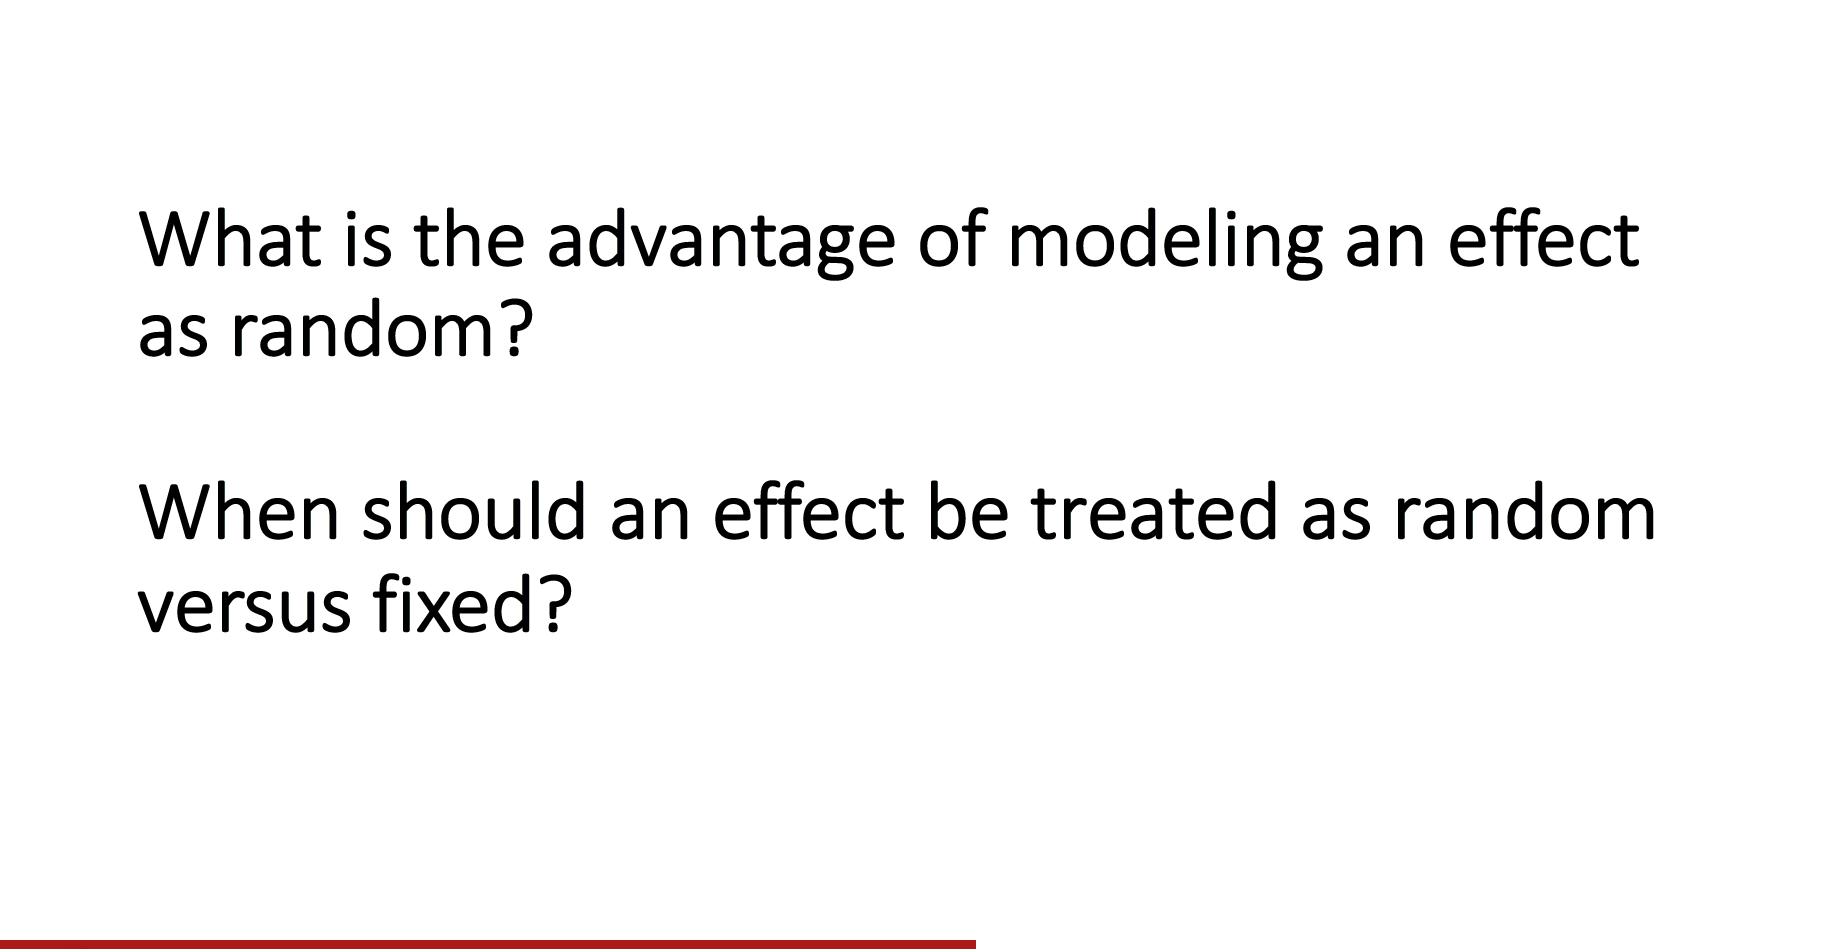 What is the advantage of modeling an effect
as random?
When should an effect be treated as random
versus fixed?